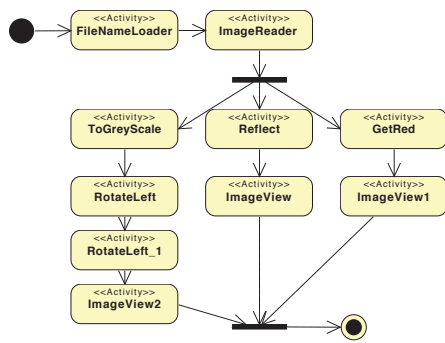 <<Activity>>
FileNameLoader
<<Activity>>
ImageReader
<<Activity>>
ToGreyScale
<<Activity>>
Reflect
<<Activity>>
GetRed
<<Activity>>
RotateLeft
<<Activity>>
ImageView
<<Activity>>
ImageView1
<<Activity>>
RotateLeft_1
<<Activity>>
ImageView2